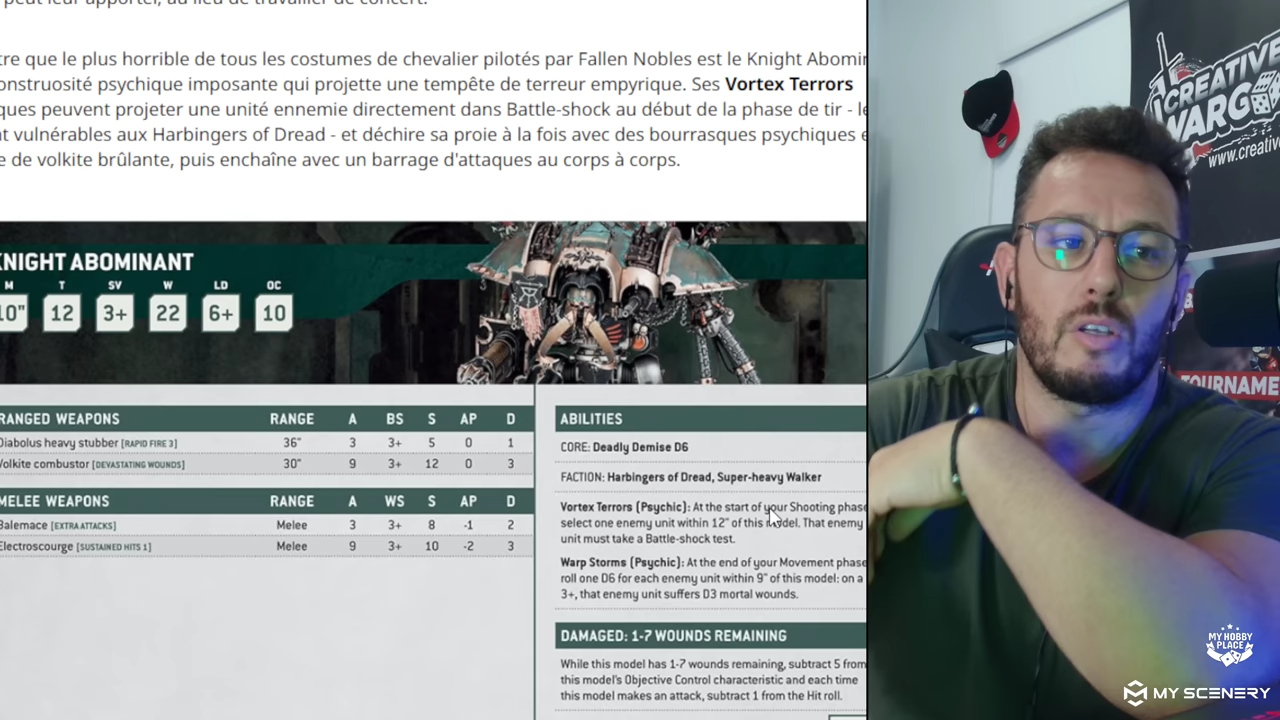 peut leur apporter, au lieu de travailler de concert.
tre que le plus horrible de tous les costumes de chevalier pilotés par Fallen Nobles est le Knight Abomin
onstruosité psychique imposante qui projette une tempête de terreur empyrique. Ses Vortex Terrors
ques peuvent projeter une unité ennemie directement dans Battle-shock au début de la phase de tir - le
t vulnérables aux Harbingers of Dread - et déchire sa proie à la fois avec des bourrasques psychiques e
e de volkite brûlante, puis enchaîne avec un barrage d'attaques au corps à corps.
KNIGHT ABOMINANT
M T SV W LD OC
10" 12 3+ 22 6+ 10
RANGED WEAPONS RANGE A BS S AP D
Diabolus heavy stubber [RAPID FIRE 3] 36" 3 3+ 5 0 1
Volkite combustor [DEVASTATING WOUNDS] 30" 9 3+ 12 0 3
MELEE WEAPONS RANGE A WS S AP D
Balemace [EXTRA ATTACKS] Melee 3 3+ 8 -1 2
Electroscourge [SUSTAINED HITS 1] Melee 9 3+ 10 -2 3
ABILITIES
CORE: Deadly Demise D6
FACTION: Harbingers of Dread, Super-heavy Walker
Vortex Terrors (Psychic): At the start of your Shooting phase
select one enemy unit within 12" of this model. That enemy
unit must take a Battle-shock test.
Warp Storms (Psychic): At the end of your Movement phase
roll one D6 for each enemy unit within 9" of this model: on a
3+, that enemy unit suffers D3 mortal wounds.
DAMAGED: 1-7 WOUNDS REMAINING
While this model has 1-7 wounds remaining, subtract 5 from
this model's Objective Control characteristic and each time
this model makes an attack, subtract 1 from the Hit roll.
CREATIVE
WARG
www.creative
TOURNAME
MY HOBBY
PLACE
MY SCENERY